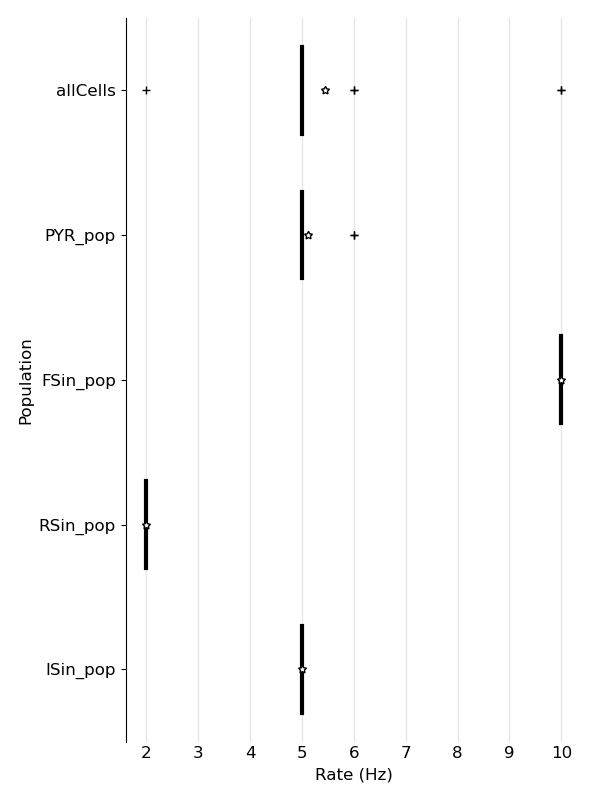 allCells
PYR_pop
FSin_pop
RSin_pop
ISin_pop
Population
2 3 4 5 6 7 8 9 10
Rate (Hz)